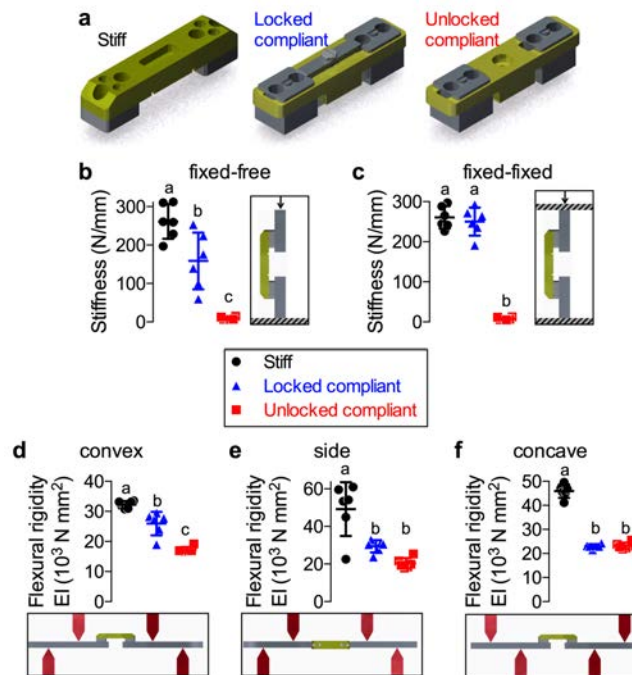 a
Stiff
Locked
compliant
Unlocked
compliant
b
fixed-free
a
b
c
Stiffness (N/mm)
300
200
100
0
c
fixed-fixed
a
a
b
Stiffness (N/mm)
300
200
100
0
Stiff
Locked compliant
Unlocked compliant
d
convex
a
b
c
Flexural rigidity
EI (10³ N mm²)
40
30
20
10
0
e
side
a
b
b
Flexural rigidity
EI (10³ N mm²)
80
60
40
20
0
f
concave
a
b
b
Flexural rigidity
EI (10³ N mm²)
50
40
30
20
10
0